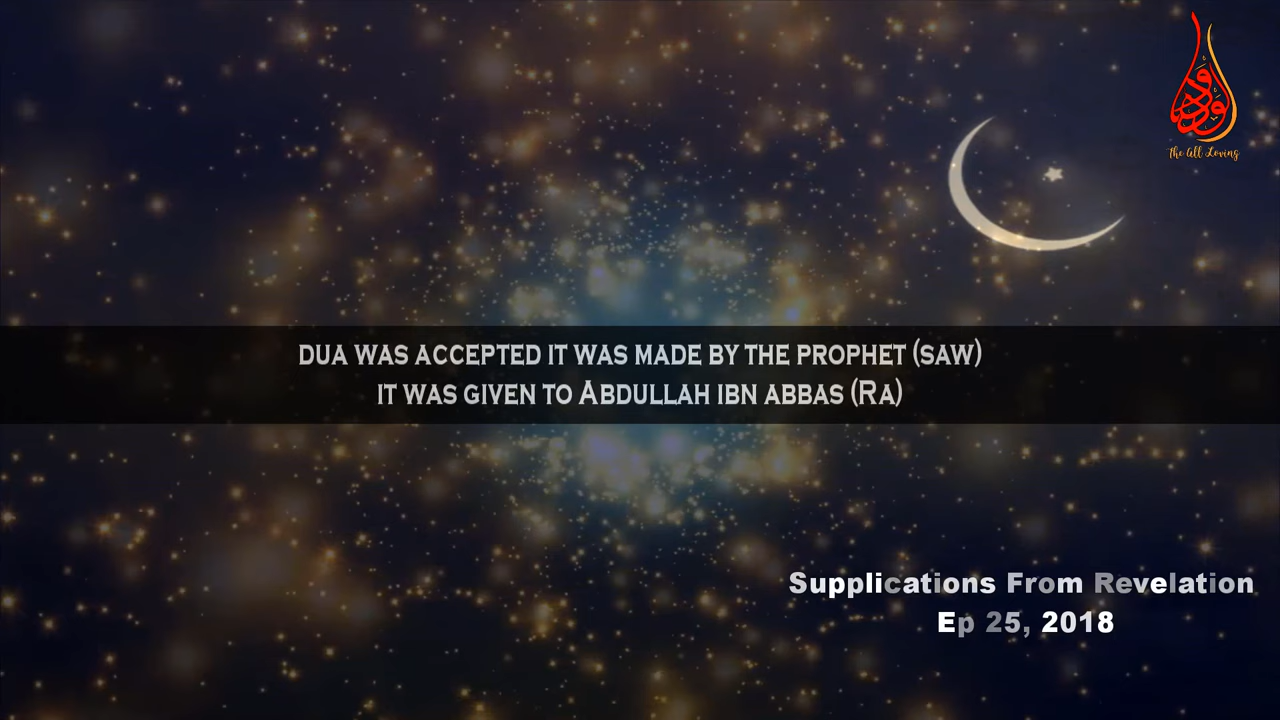 الودود
The All Loving
DUA WAS ACCEPTED IT WAS MADE BY THE PROPHET (SAW)
IT WAS GIVEN TO ABDULLAH IBN ABBAS (RA)
Supplications From Revelation
Ep 25, 2018